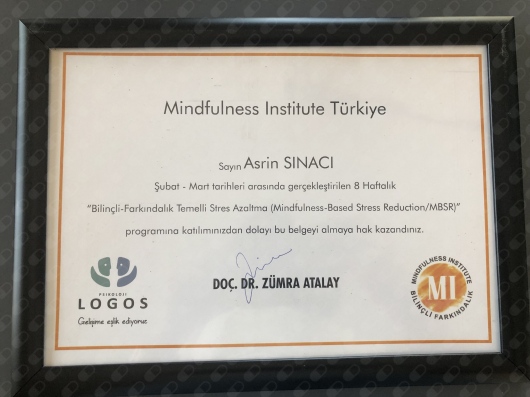 Mindfulness Institute Türkiye
Sayın Asrin SINACI
Şubat - Mart tarihleri arasında gerçekleştirilen 8 Haftalık
"Bilinçli-Farkındalık Temelli Stres Azaltma (Mindfulness-Based Stress Reduction/MBSR)"
programına katılımınızdan dolayı bu belgeyi almaya hak kazandınız.
DOÇ. DR. ZÜMRA ATALAY
PSİKOLOJİ
LOGOS
Gelişime eşlik ediyoruz
MINDFULNESS INSTITUTE
MI
BİLİNÇLİ FARKINDALIK